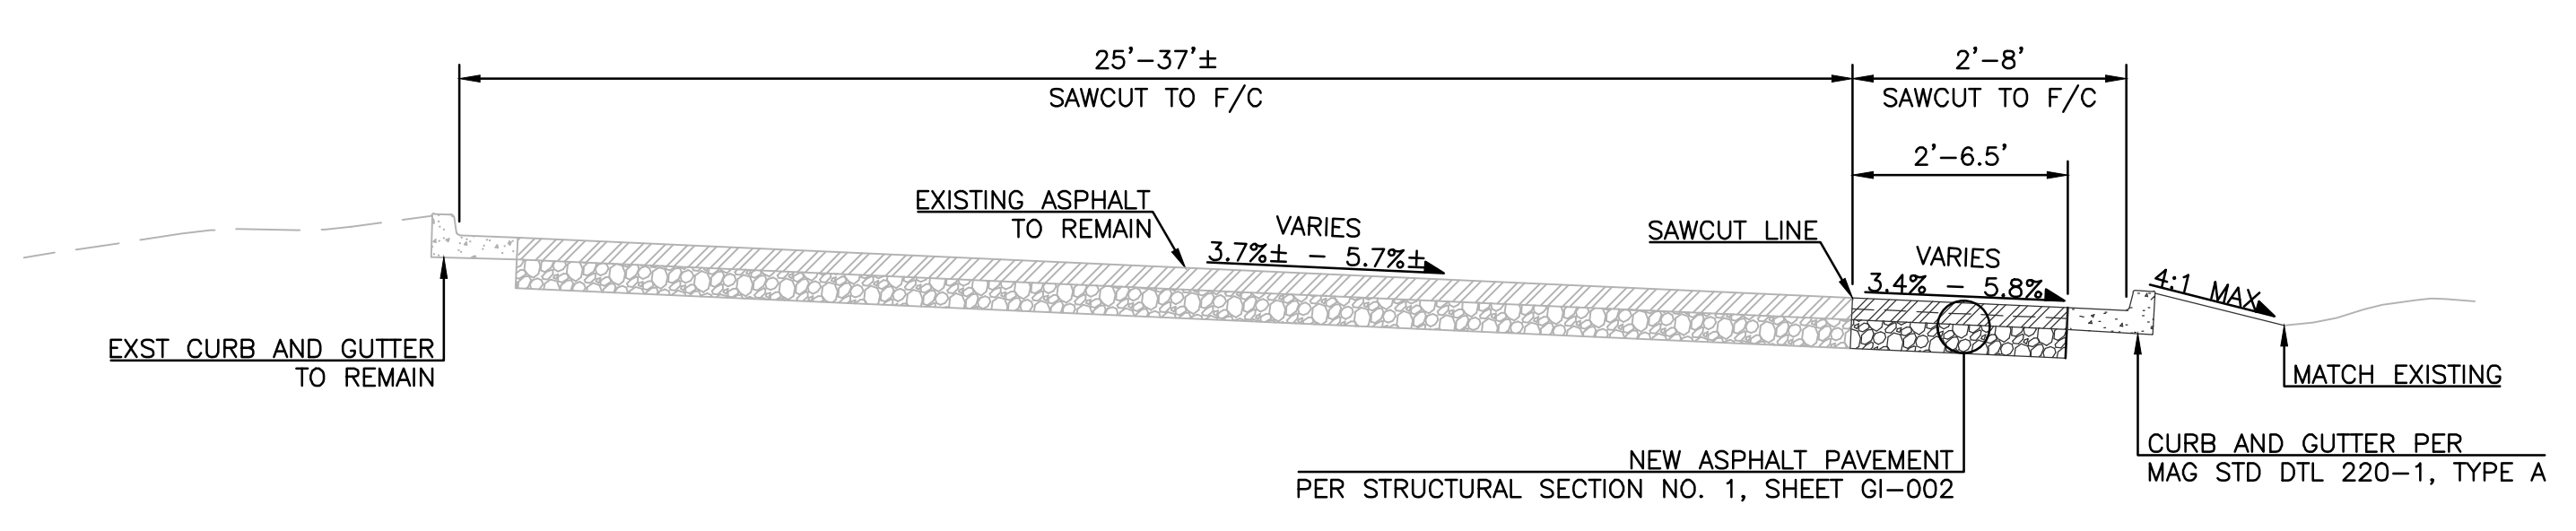 25'-37'±
SAWCUT TO F/C
2'-8'
SAWCUT TO F/C
2'-6.5'
EXISTING ASPHALT
TO REMAIN
VARIES
3.7%± - 5.7%±
SAWCUT LINE
VARIES
3.4% - 5.8%
4:1 MAX
EXST CURB AND GUTTER
TO REMAIN
MATCH EXISTING
NEW ASPHALT PAVEMENT
PER STRUCTURAL SECTION NO. 1, SHEET GI-002
CURB AND GUTTER PER
MAG STD DTL 220-1, TYPE A